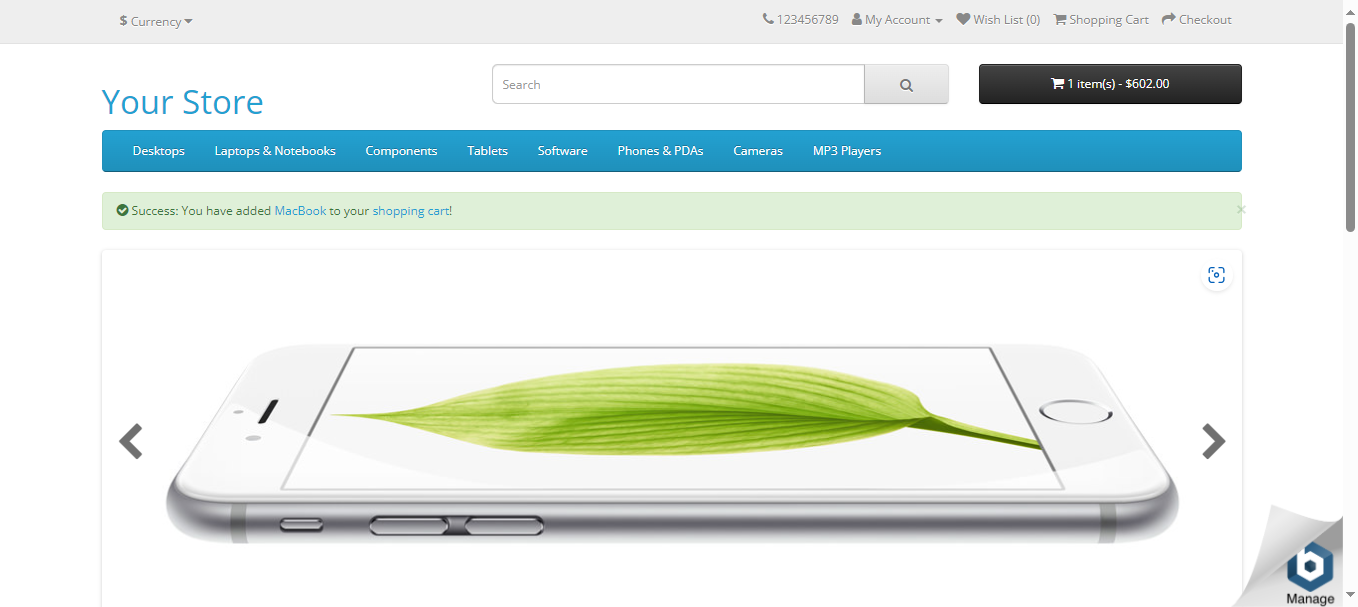 $ Currency
123456789 My Account Wish List (0) Shopping Cart Checkout
Your Store
Search
1 item(s) - $602.00
Desktops Laptops & Notebooks Components Tablets Software Phones & PDAs Cameras MP3 Players
Success: You have added MacBook to your shopping cart!
×
b
Manage